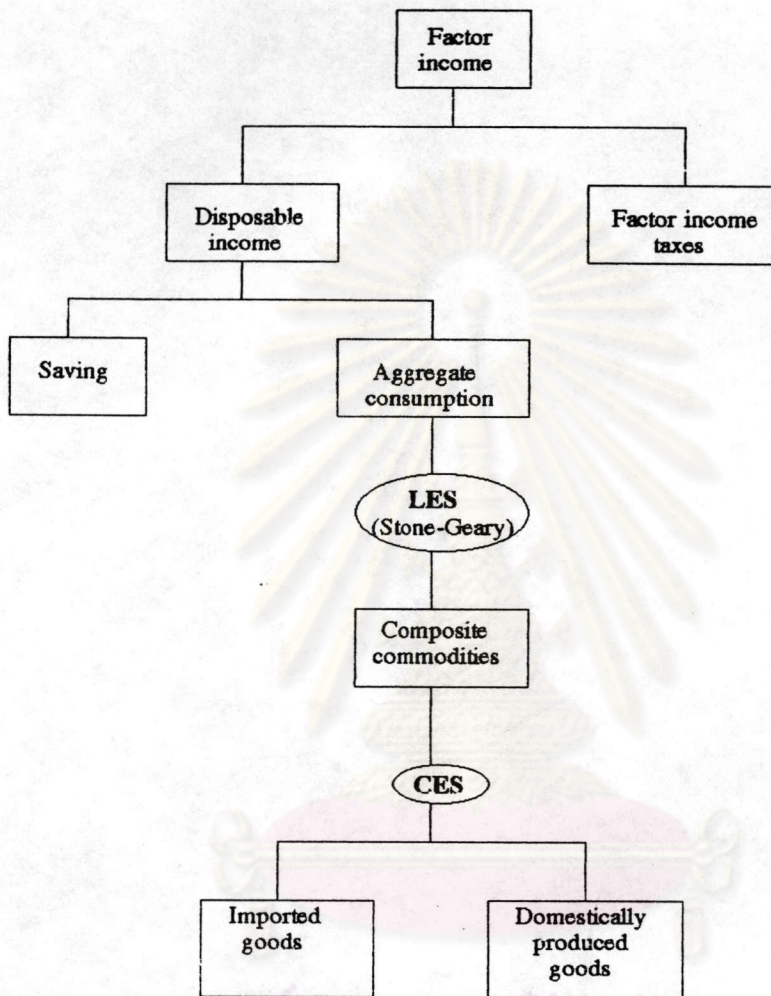 Factor
income
Disposable
income
Factor income
taxes
Saving
Aggregate
consumption
LES
(Stone-Geary)
Composite
commodities
CES
Imported
goods
Domestically
produced
goods